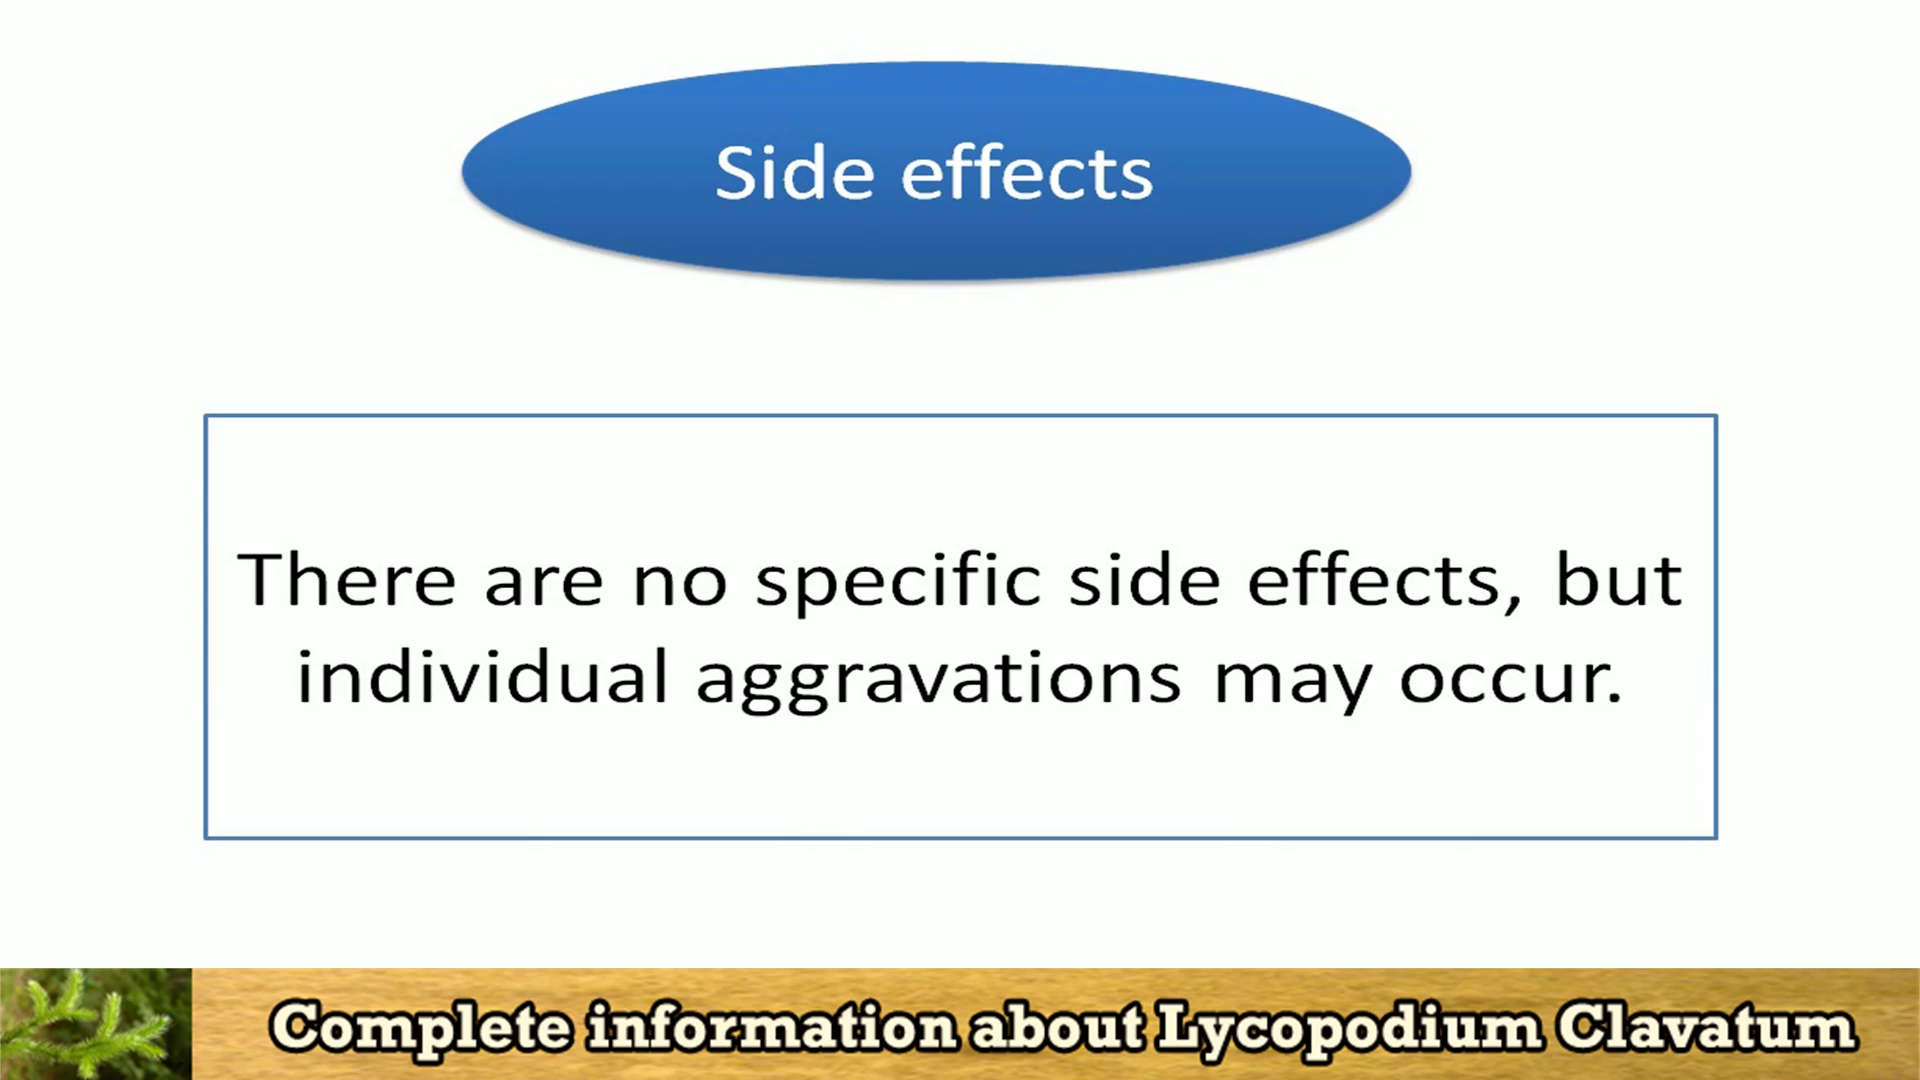 Side effects
There are no specific side effects, but
individual aggravations may occur.
Complete information about Lycopodium Clavatum